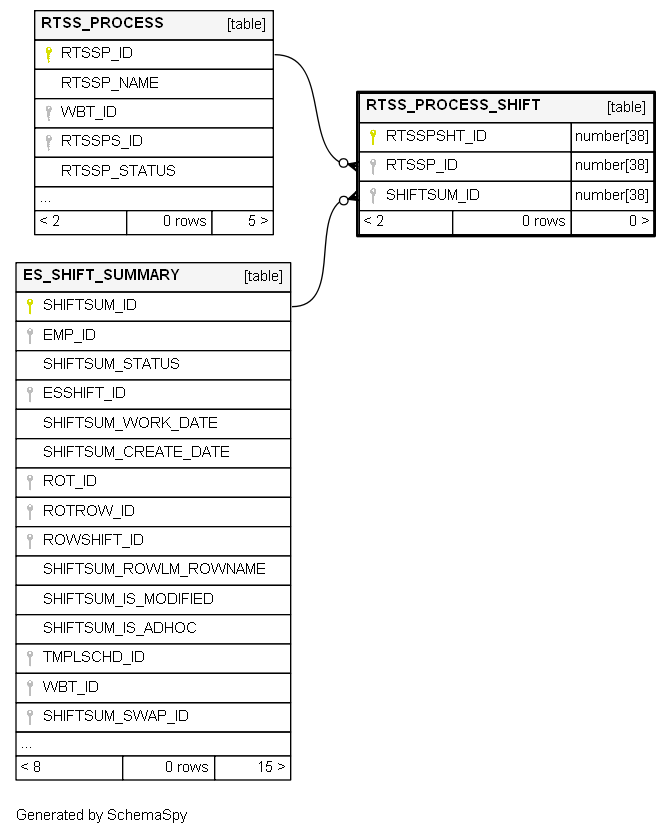 RTSS_PROCESS [table]
RTSSP_ID
RTSSP_NAME
WBT_ID
RTSSPS_ID
RTSSP_STATUS
...
< 2 0 rows 5 >
RTSS_PROCESS_SHIFT [table]
RTSSPSHT_ID number[38]
RTSSP_ID number[38]
SHIFTSUM_ID number[38]
< 2 0 rows 0 >
ES_SHIFT_SUMMARY [table]
SHIFTSUM_ID
EMP_ID
SHIFTSUM_STATUS
ESSHIFT_ID
SHIFTSUM_WORK_DATE
SHIFTSUM_CREATE_DATE
ROT_ID
ROTROW_ID
ROWSHIFT_ID
SHIFTSUM_ROWLM_ROWNAME
SHIFTSUM_IS_MODIFIED
SHIFTSUM_IS_ADHOC
TMPLSCHD_ID
WBT_ID
SHIFTSUM_SWAP_ID
...
< 8 0 rows 15 >
Generated by SchemaSpy